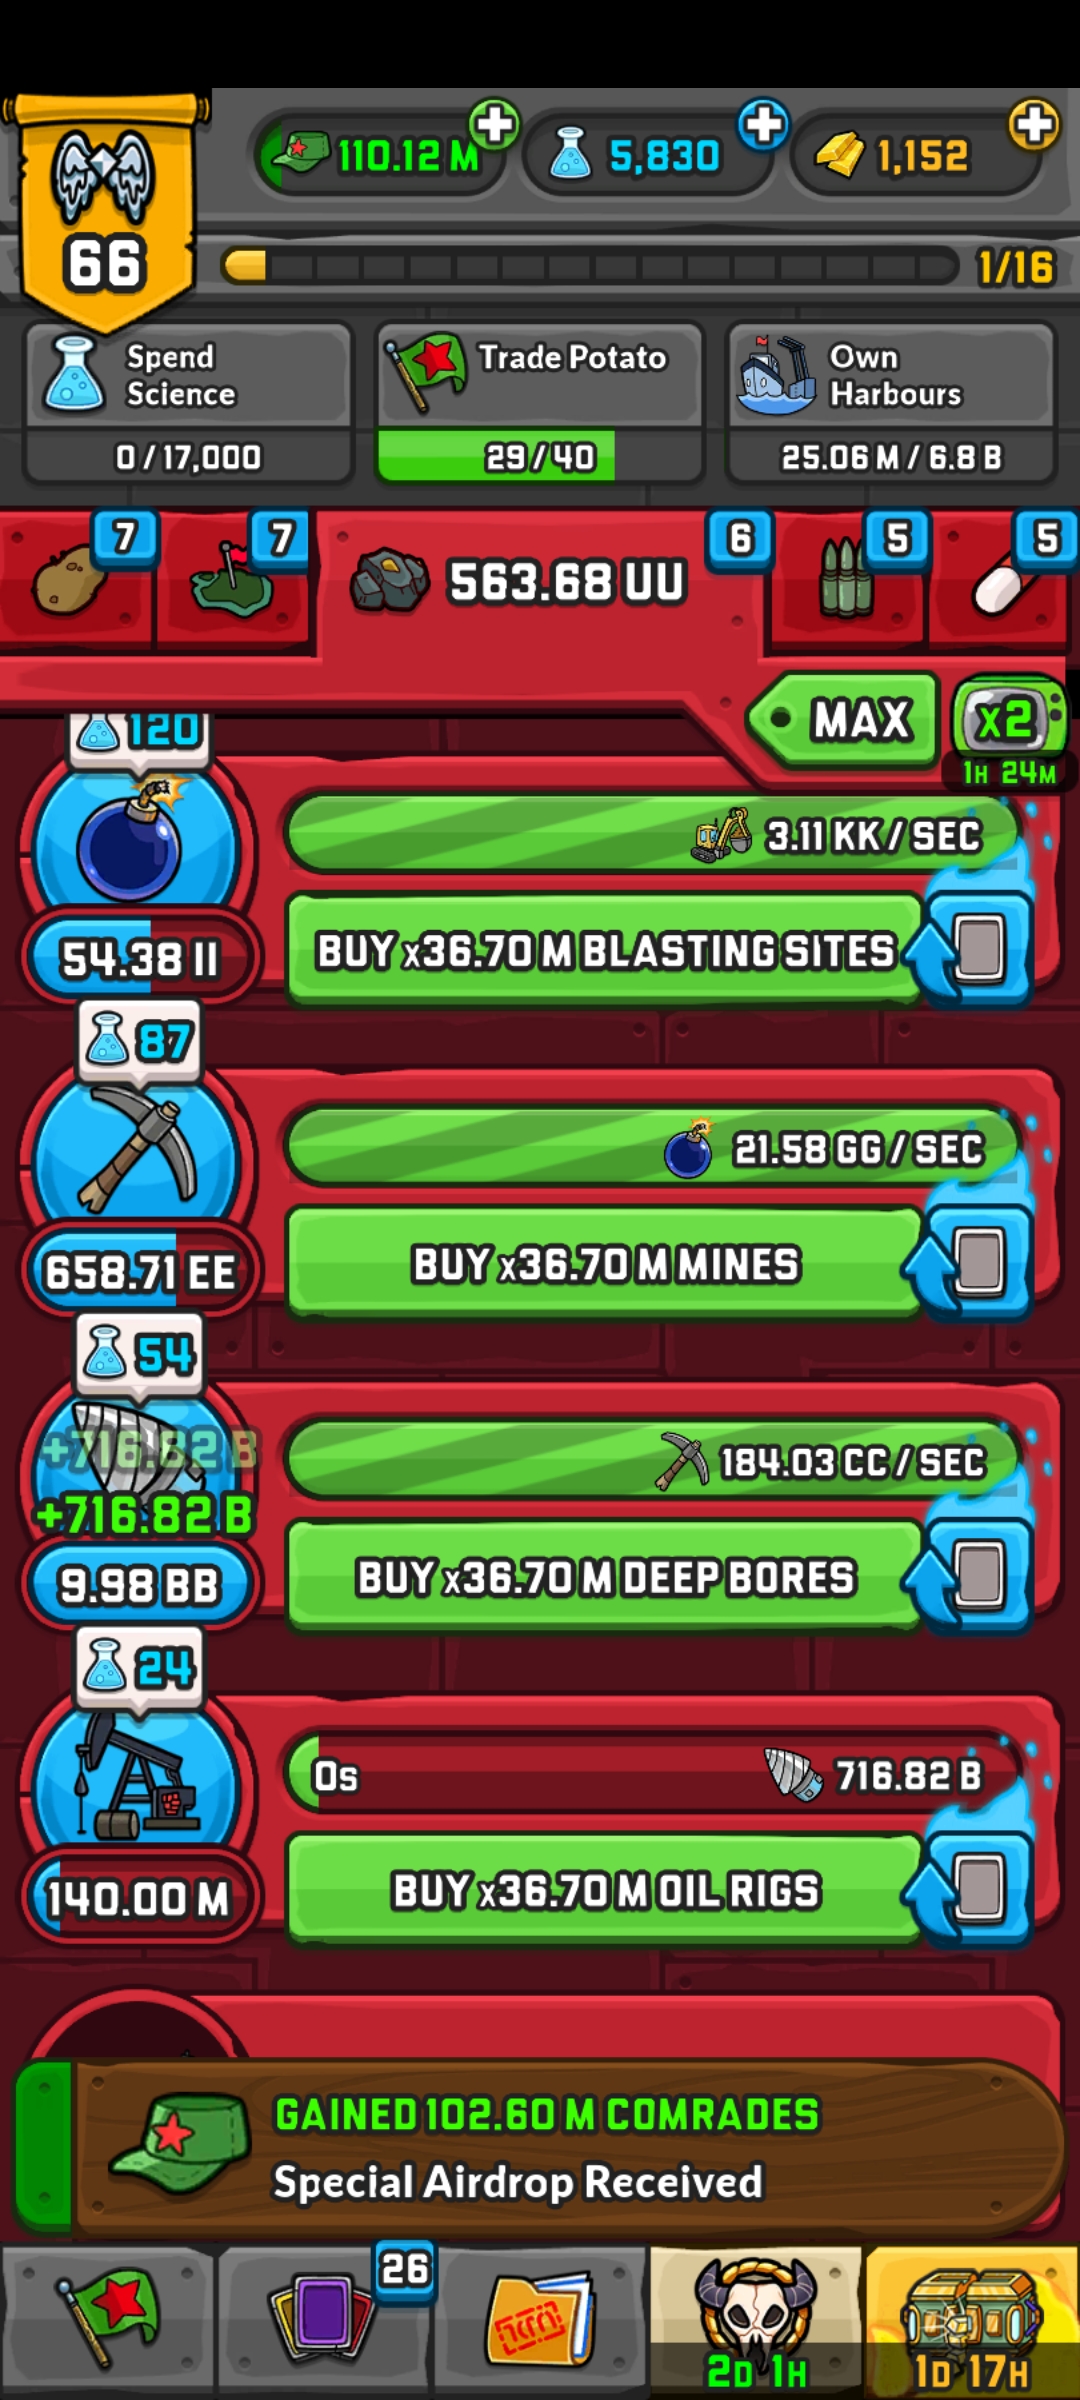 110.12 M
5,830
1,152
66
1/16
Spend
Science
0 / 17,000
Trade Potato
29 / 40
Own
Harbours
25.06 M / 6.8 B
7
7
563.68 UU
6
5
5
MAX
x2
1H 24M
120
3.11 KK / SEC
54.38 II
BUY x36.70 M BLASTING SITES
87
21.58 GG / SEC
658.71 EE
BUY x36.70 M MINES
54
+716.82 B
+716.82 B
184.03 CC / SEC
9.98 BB
BUY x36.70 M DEEP BORES
24
0s
716.82 B
140.00 M
BUY x36.70 M OIL RIGS
GAINED 102.60 M COMRADES
Special Airdrop Received
26
2D 1H
1D 17H